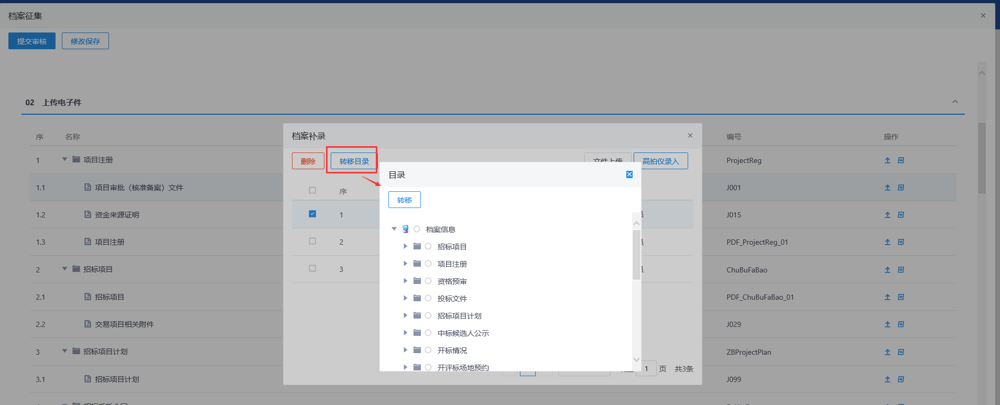 档案征集
提交审核 修改保存
02 上传电子件
序 名称 编号 操作
1 项目注册 ProjectReg
1.1 项目审批（核准备案）文件 J001
1.2 资金来源证明 J015
1.3 项目注册 PDF_ProjectReg_01
2 招标项目 ChuBuFaBao
2.1 招标项目 PDF_ChuBuFaBao_01
2.2 交易项目相关附件 J029
3 招标项目计划 ZBProjectPlan
3.1 招标项目计划 J099
档案补录
删除 转移目录 文件上传 高拍仪录入
序
1
2
3
1 页 共3条
目录
转移
档案信息
招标项目
项目注册
资格预审
投标文件
招标项目计划
中标候选人公示
开标情况
开评标场地预约